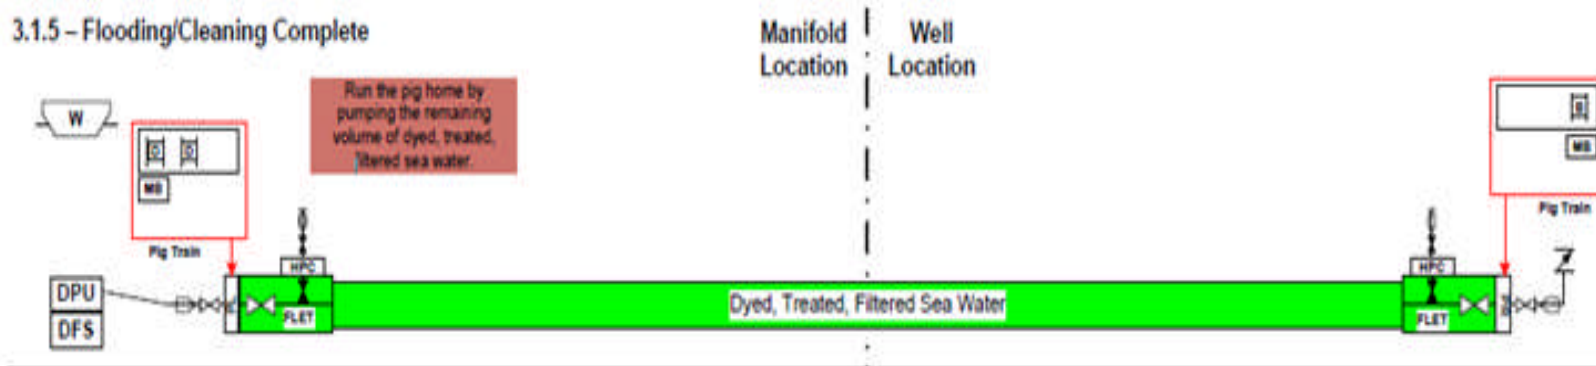 3.1.5 – Flooding/Cleaning Complete
Manifold
Location
Well
Location
W
Run the pig home by
pumping the remaining
volume of dyed, treated,
filtered sea water.
D D
MB
Pig Train
MB
Pig Train
HPC
HPC
DPU
DFS
FLET
Dyed, Treated, Filtered Sea Water
FLET